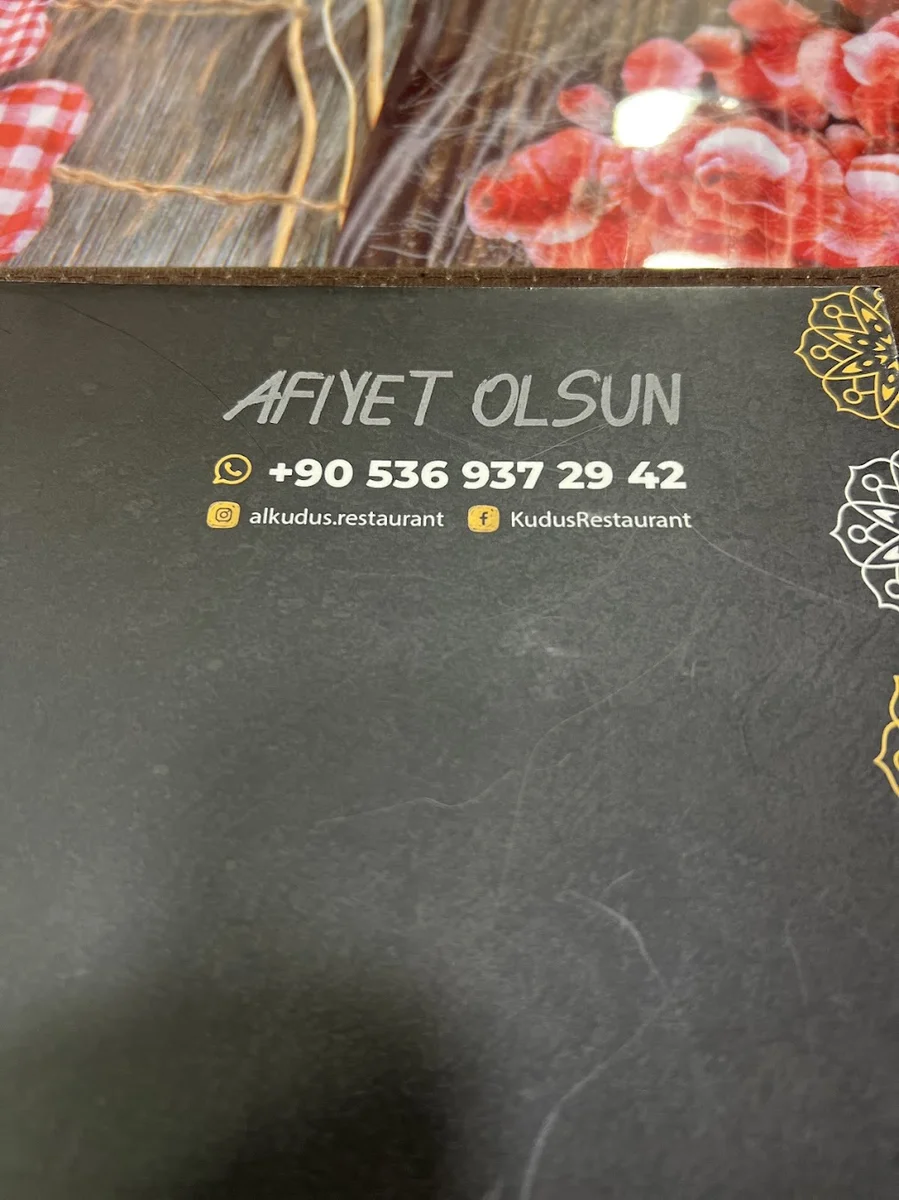 AFIYET OLSUN
+90 536 937 29 42
alkudus.restaurant KudusRestaurant